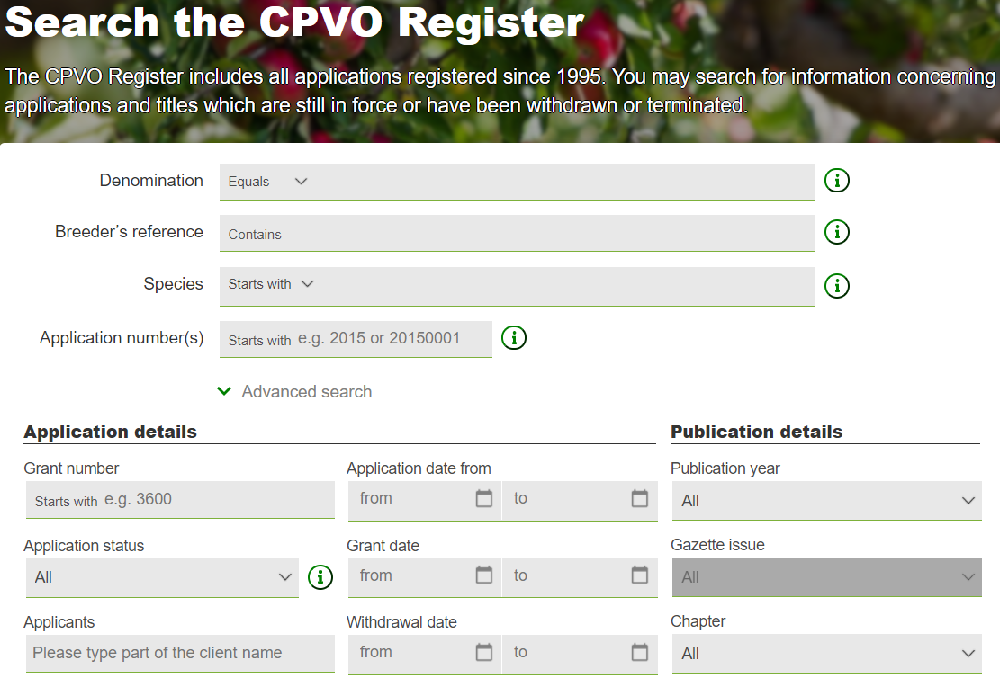 Search the CPVO Register
The CPVO Register includes all applications registered since 1995. You may search for information concerning
applications and titles which are still in force or have been withdrawn or terminated.
Denomination Equals
Breeder’s reference Contains
Species Starts with
Application number(s) Starts with e.g. 2015 or 20150001
Advanced search
Application details Publication details
Grant number Application date from Publication year
Starts with e.g. 3600 from to All
Application status Grant date Gazette issue
All from to All
Applicants Withdrawal date Chapter
Please type part of the client name from to All